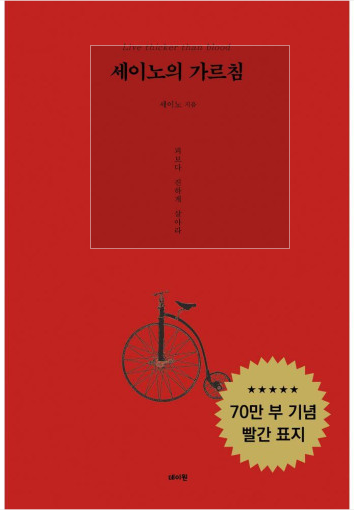 Live thicker than blood
세이노의 가르침
세이노 지음
피보다 진하게 살아라
★★★★★
70만 부 기념
빨간 표지
데이원